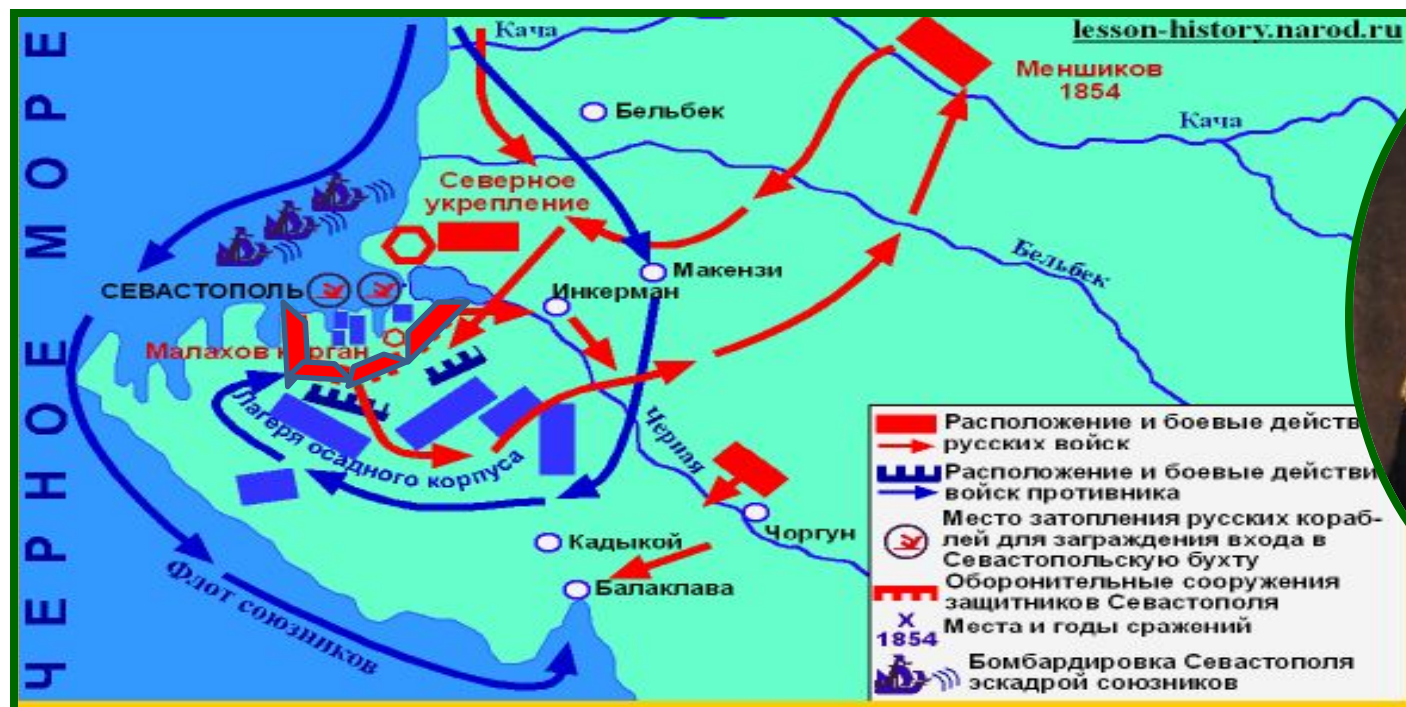 ЧЕРНОЕ МОРЕ
lesson-history.narod.ru
Кача
Меншиков
1854
Бельбек
Кача
Северное
укрепление
Бельбек
Макензи
Инкерман
СЕВАСТОПОЛЬ
Малахов курган
Лагеря осадного корпуса
Черная
Чоргун
Кадыкой
Балаклава
Флот союзников
Расположение и боевые действ
русских войск
Расположение и боевые действи
войск противника
Место затопления русских кораб-
лей для заграждения входа в
Севастопольскую бухту
Оборонительные сооружения
защитников Севастополя
X
1854
Места и годы сражений
Бомбардировка Севастополя
эскадрой союзников